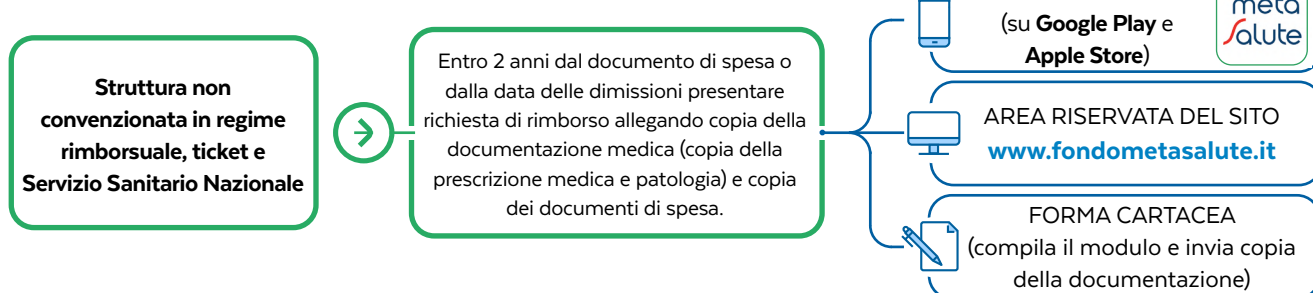 Struttura non
convenzionata in regime
rimborsuale, ticket e
Servizio Sanitario Nazionale
Entro 2 anni dal documento di spesa o
dalla data delle dimissioni presentare
richiesta di rimborso allegando copia della
documentazione medica (copia della
prescrizione medica e patologia) e copia
dei documenti di spesa.
(su Google Play e
Apple Store)
meta
salute
AREA RISERVATA DEL SITO
www.fondometasalute.it
FORMA CARTACEA
(compila il modulo e invia copia
della documentazione)